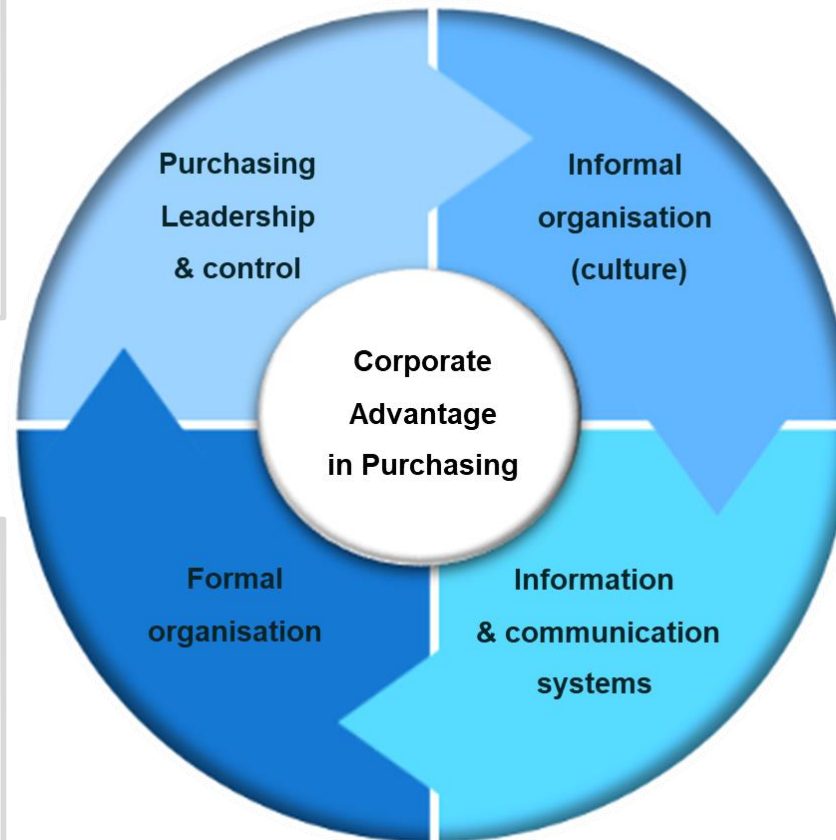 Purchasing
Leadership
& control
Informal
organisation
(culture)
Corporate
Advantage
in Purchasing
Formal
organisation
Information
& communication
systems